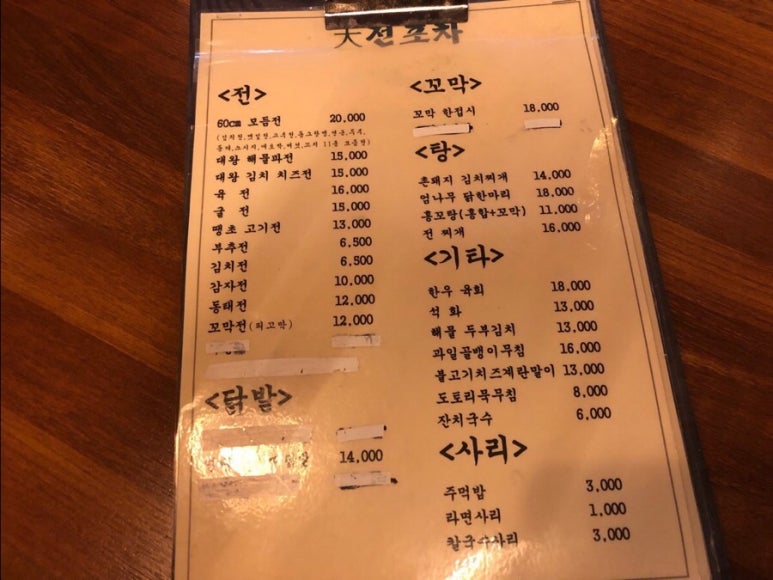 大전포차
<전>
60cm 모듬전 20,000
대왕 해물파전 15,000
대왕 김치 치즈전 15,000
육 전 16,000
굴 전 15,000
땡초 고기전 13,000
부추전 6,500
김치전 6,500
감자전 10,000
동태전 12,000
꼬막전(피꼬막) 12,000
<닭발>
14,000
<꼬막>
꼬막 한접시 18,000
<탕>
촌돼지 김치찌개 14,000
엄나무 닭한마리 18,000
홍꼬탕(홍합+꼬막) 11,000
전 찌개 16,000
<기타>
한우 육회 18,000
석 화 13,000
해물 두부김치 13,000
과일골뱅이무침 16,000
불고기치즈계란말이 13,000
도토리묵무침 8,000
잔치국수 6,000
<사리>
주먹밥 3,000
라면사리 1,000
칼국수사리 3,000